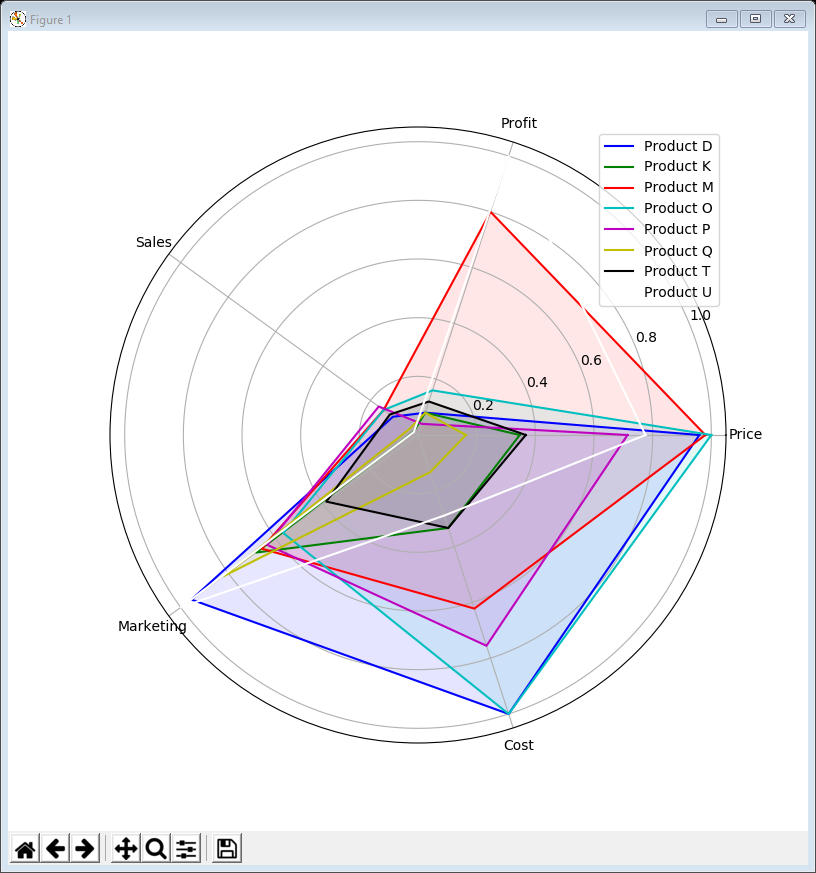 Figure 1
Profit
Product D
Product K
Product M
Product O
Product P
Product Q
Product T
Product U
Sales
1.0
0.8
0.6
0.4
0.2
Price
Marketing
Cost